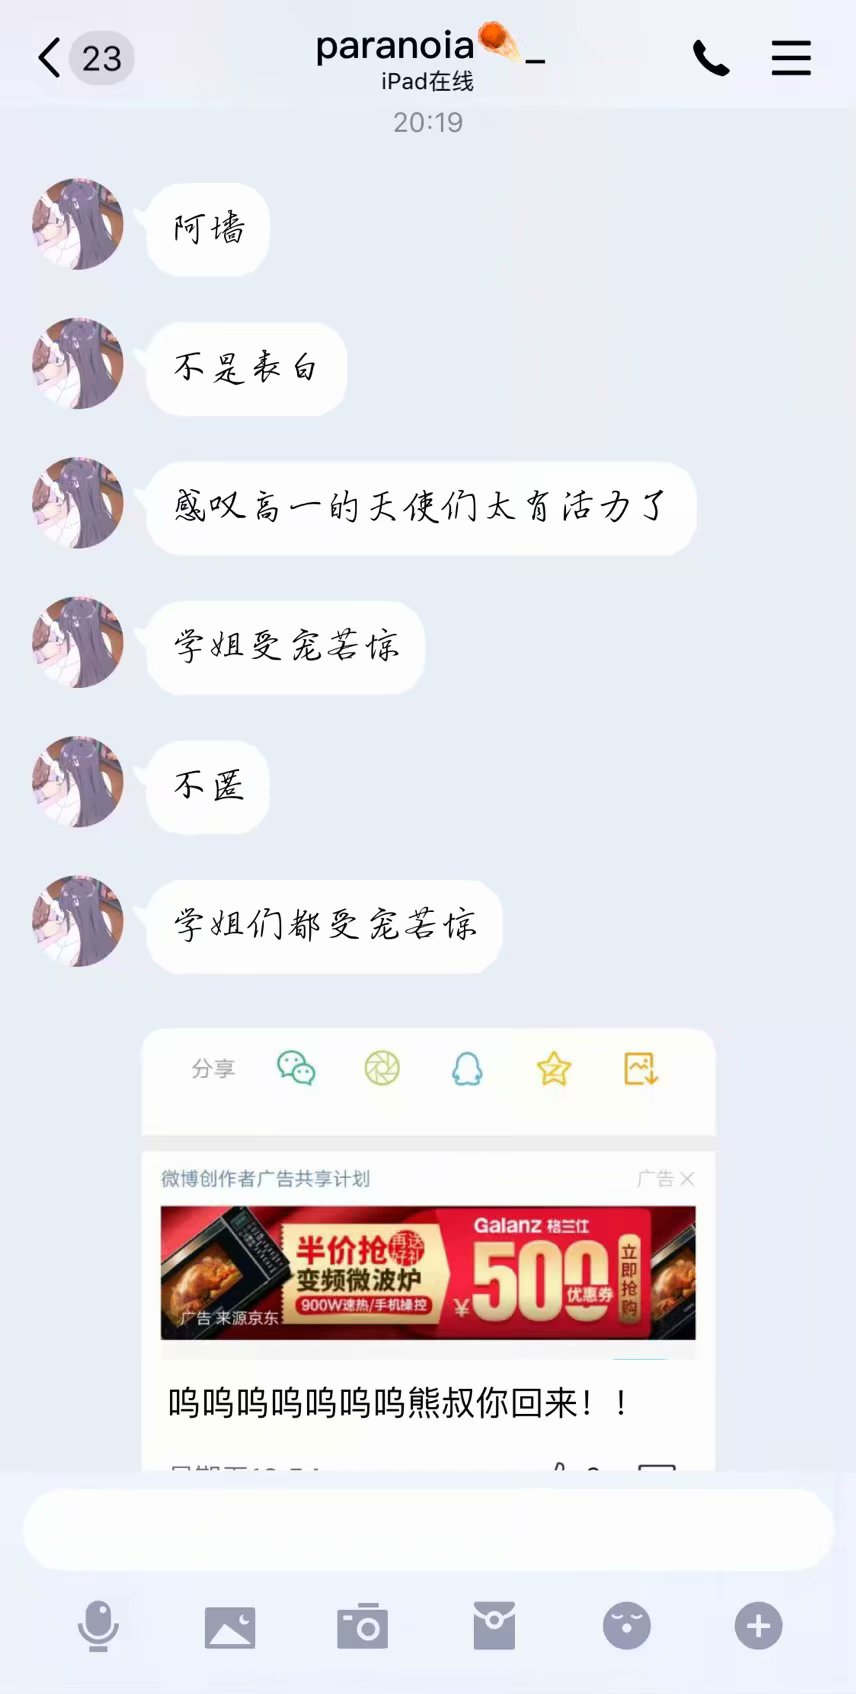 23
paranoia _
iPad在线
20:19
阿墙
不是表白
感叹高一的天使们太有活力了
学姐受宠若惊
不匿
学姐们都受宠若惊
分享
微博创作者广告共享计划
广告
Galanz 格兰仕
半价抢 再送好礼
变频微波炉
900W速热/手机操控
¥500 优惠券
立即抢购
广告 来源京东
呜呜呜呜呜呜呜熊叔你回来！！